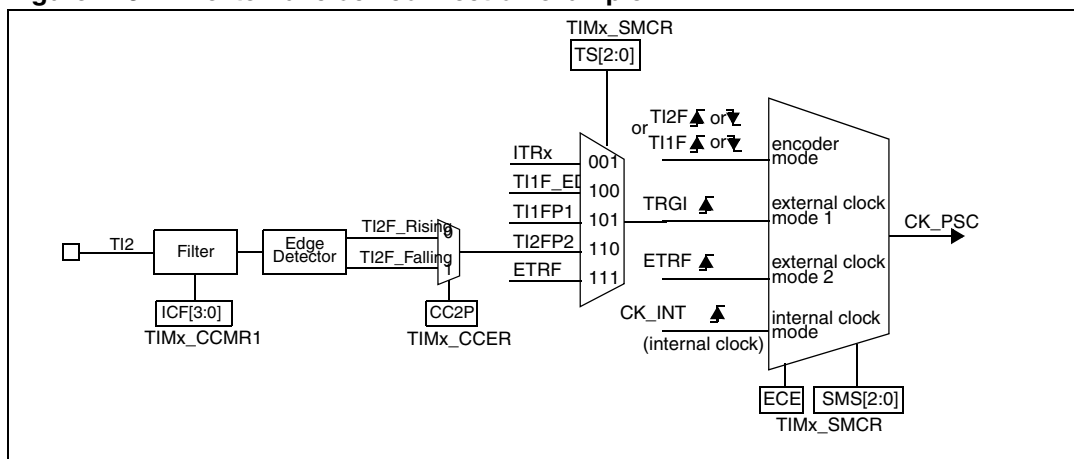 TIMx_SMCR
TS[2:0]
TI2F or
or TI1F or
encoder
mode
ITRx
001
TI1F_ED
100
TRGI
external clock
mode 1
TI1FP1
101
CK_PSC
TI2F_Rising
0
TI2
Filter
Edge
Detector
TI2FP2
110
ETRF
external clock
mode 2
TI2F_Falling
1
ETRF
111
ICF[3:0]
TIMx_CCMR1
CC2P
TIMx_CCER
CK_INT
(internal clock)
internal clock
mode
ECE
SMS[2:0]
TIMx_SMCR